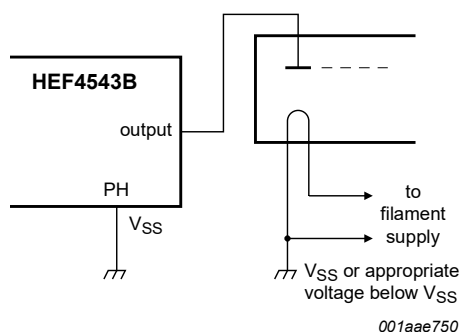 HEF4543B
output
PH
VSS
to
filament
supply
VSS or appropriate
voltage below VSS
001aae750